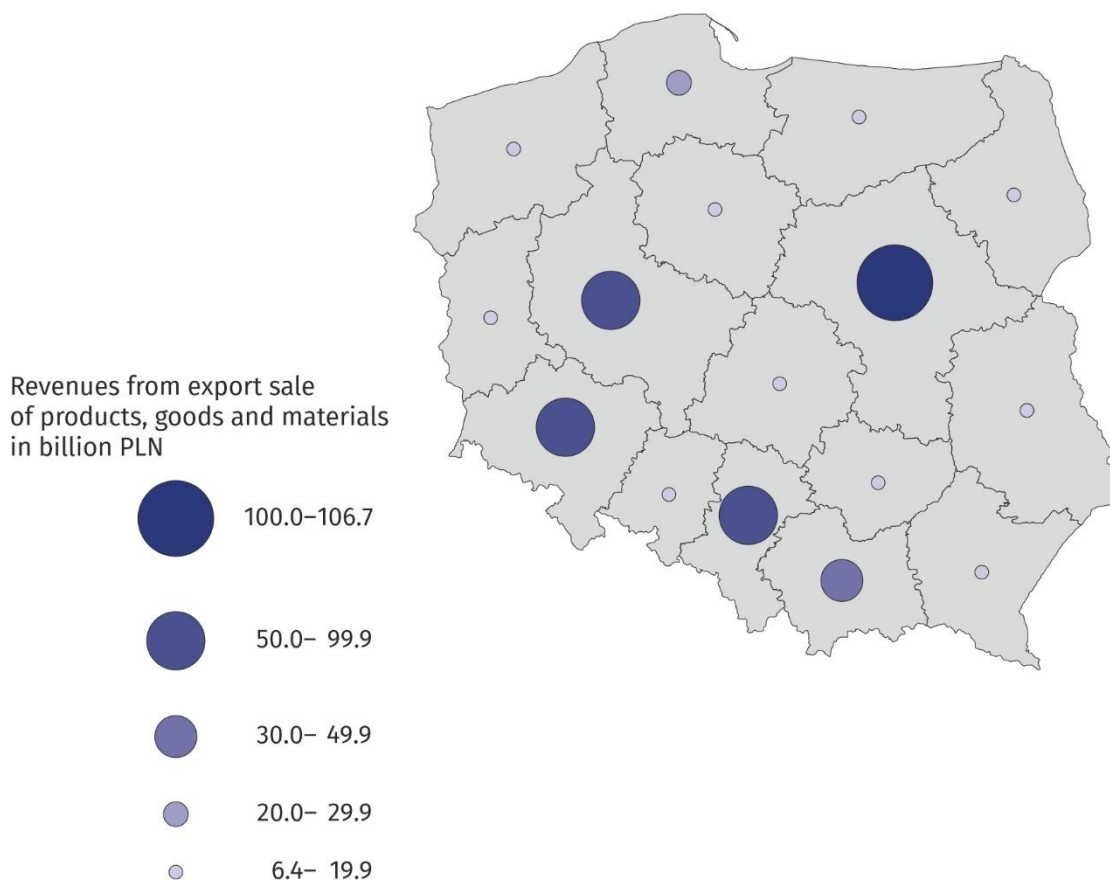 Revenues from export sale
of products, goods and materials
in billion PLN
100.0–106.7
50.0– 99.9
30.0– 49.9
20.0– 29.9
6.4– 19.9